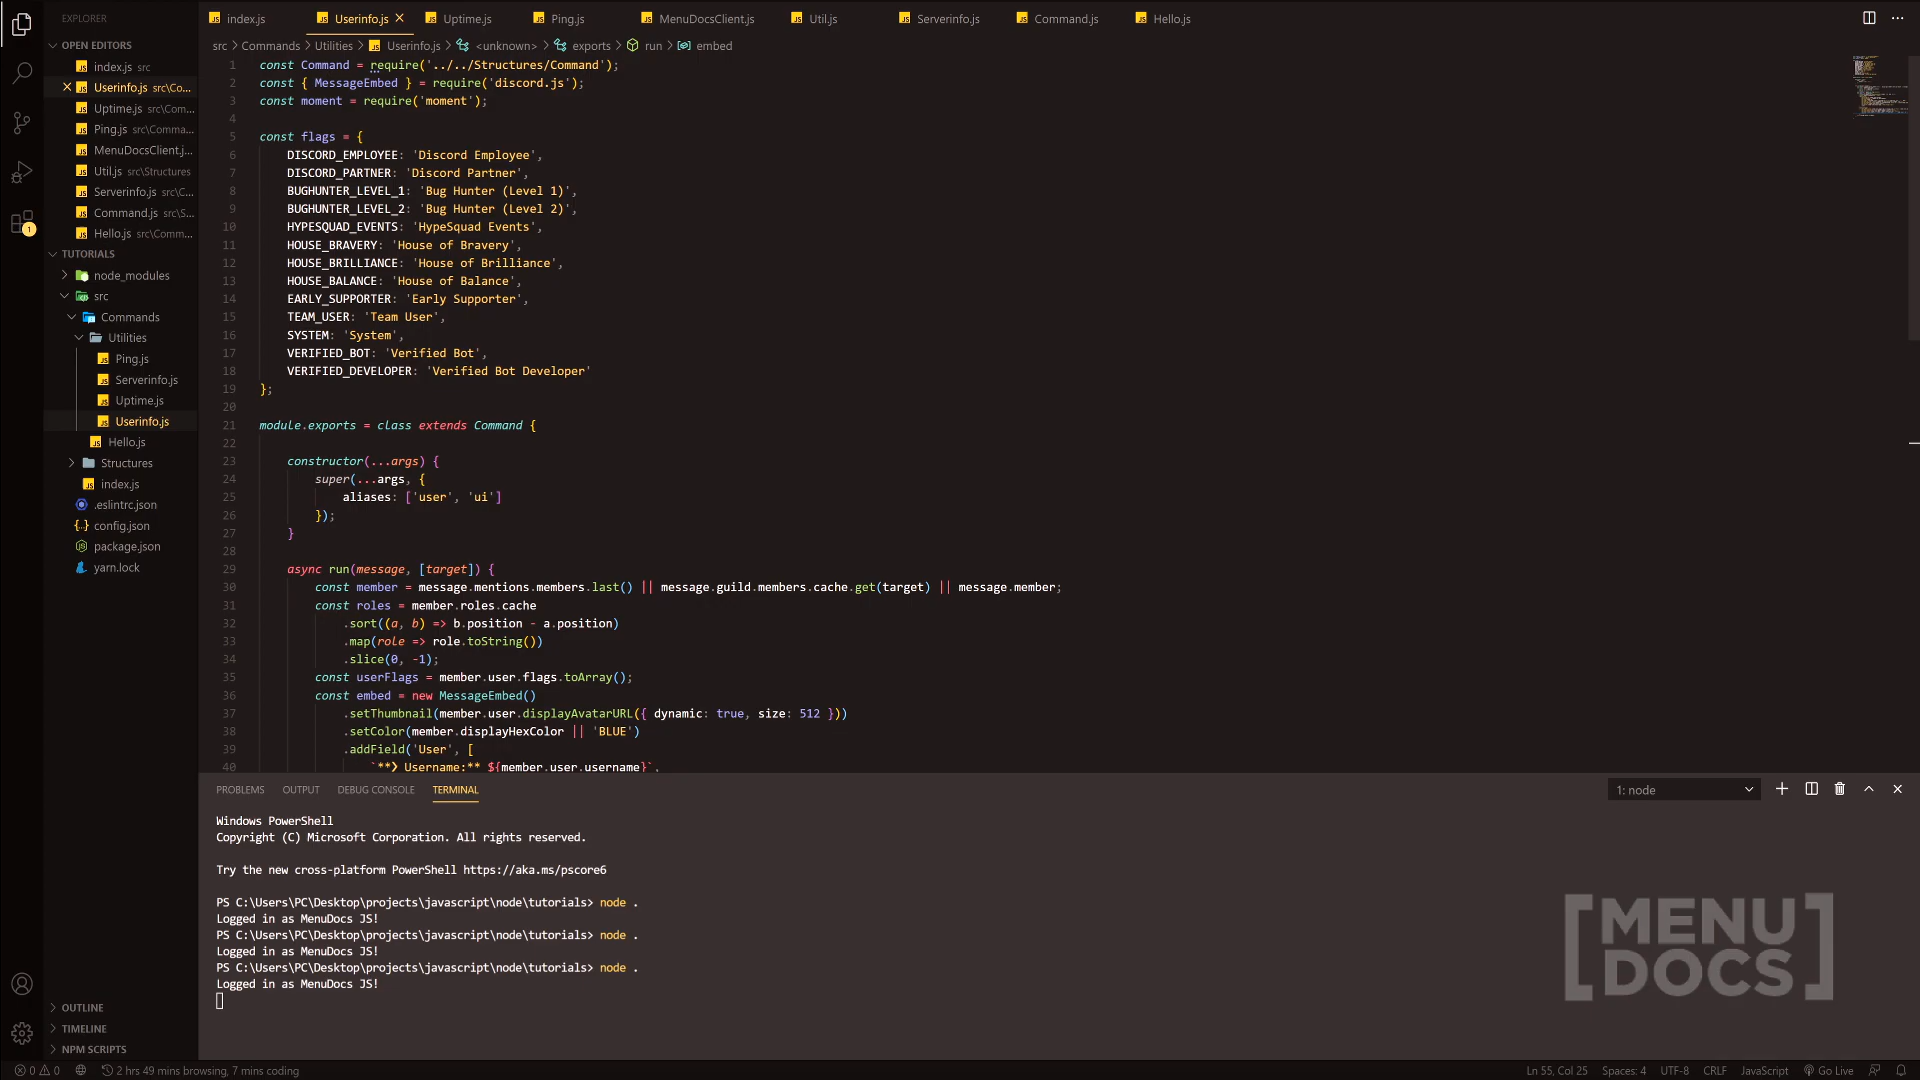 EXPLORER
OPEN EDITORS
index.js src
Userinfo.js src\Co...
Uptime.js src\Com...
Ping.js src\Comma...
MenuDocsClient.j...
Util.js src\Structures
Serverinfo.js src\C...
Command.js src\S...
Hello.js src\Comm...
TUTORIALS
node_modules
src
Commands
Utilities
Ping.js
Serverinfo.js
Uptime.js
Userinfo.js
Hello.js
Structures
index.js
.eslintrc.json
config.json
package.json
yarn.lock
OUTLINE
TIMELINE
NPM SCRIPTS
1
index.js Userinfo.js Uptime.js Ping.js MenuDocsClient.js Util.js Serverinfo.js Command.js Hello.js
src > Commands > Utilities > Userinfo.js > <unknown> > exports > run > embed
1 const Command = require('../../Structures/Command');
2 const { MessageEmbed } = require('discord.js');
3 const moment = require('moment');
4
5 const flags = {
6 DISCORD_EMPLOYEE: 'Discord Employee',
7 DISCORD_PARTNER: 'Discord Partner',
8 BUGHUNTER_LEVEL_1: 'Bug Hunter (Level 1)',
9 BUGHUNTER_LEVEL_2: 'Bug Hunter (Level 2)',
10 HYPESQUAD_EVENTS: 'HypeSquad Events',
11 HOUSE_BRAVERY: 'House of Bravery',
12 HOUSE_BRILLIANCE: 'House of Brilliance',
13 HOUSE_BALANCE: 'House of Balance',
14 EARLY_SUPPORTER: 'Early Supporter',
15 TEAM_USER: 'Team User',
16 SYSTEM: 'System',
17 VERIFIED_BOT: 'Verified Bot',
18 VERIFIED_DEVELOPER: 'Verified Bot Developer'
19 };
20
21 module.exports = class extends Command {
22
23 constructor(...args) {
24 super(...args, {
25 aliases: ['user', 'ui']
26 });
27 }
28
29 async run(message, [target]) {
30 const member = message.mentions.members.last() || message.guild.members.cache.get(target) || message.member;
31 const roles = member.roles.cache
32 .sort((a, b) => b.position - a.position)
33 .map(role => role.toString())
34 .slice(0, -1);
35 const userFlags = member.user.flags.toArray();
36 const embed = new MessageEmbed()
37 .setThumbnail(member.user.displayAvatarURL({ dynamic: true, size: 512 }))
38 .setColor(member.displayHexColor || 'BLUE')
39 .addField('User', [
40 `**❯ Username:** ${member.user.username}`,
PROBLEMS OUTPUT DEBUG CONSOLE TERMINAL 1: node
Windows PowerShell
Copyright (C) Microsoft Corporation. All rights reserved.
Try the new cross-platform PowerShell https://aka.ms/pscore6
PS C:\Users\PC\Desktop\projects\javascript\node\tutorials> node .
Logged in as MenuDocs JS!
PS C:\Users\PC\Desktop\projects\javascript\node\tutorials> node .
Logged in as MenuDocs JS!
PS C:\Users\PC\Desktop\projects\javascript\node\tutorials> node .
Logged in as MenuDocs JS!
[MENU
DOCS]
0 0 2 hrs 49 mins browsing, 7 mins coding Ln 55, Col 25 Spaces: 4 UTF-8 CRLF JavaScript Go Live